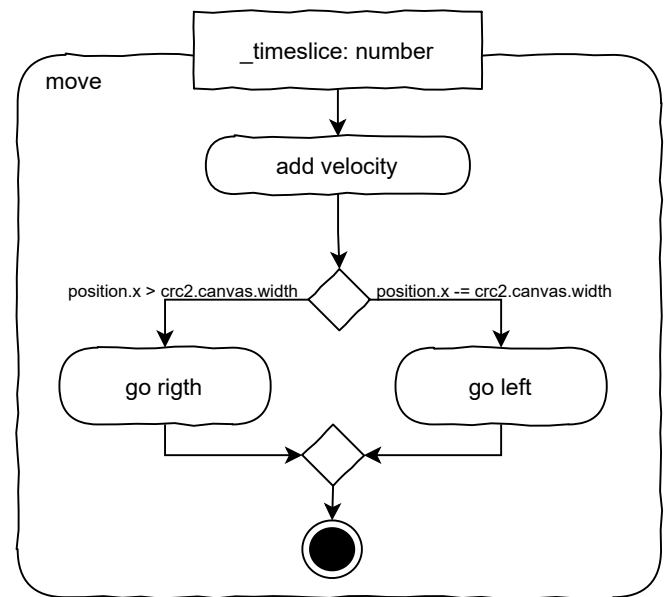 _timeslice: number
move
add velocity
position.x > crc2.canvas.width
position.x -= crc2.canvas.width
go rigth
go left